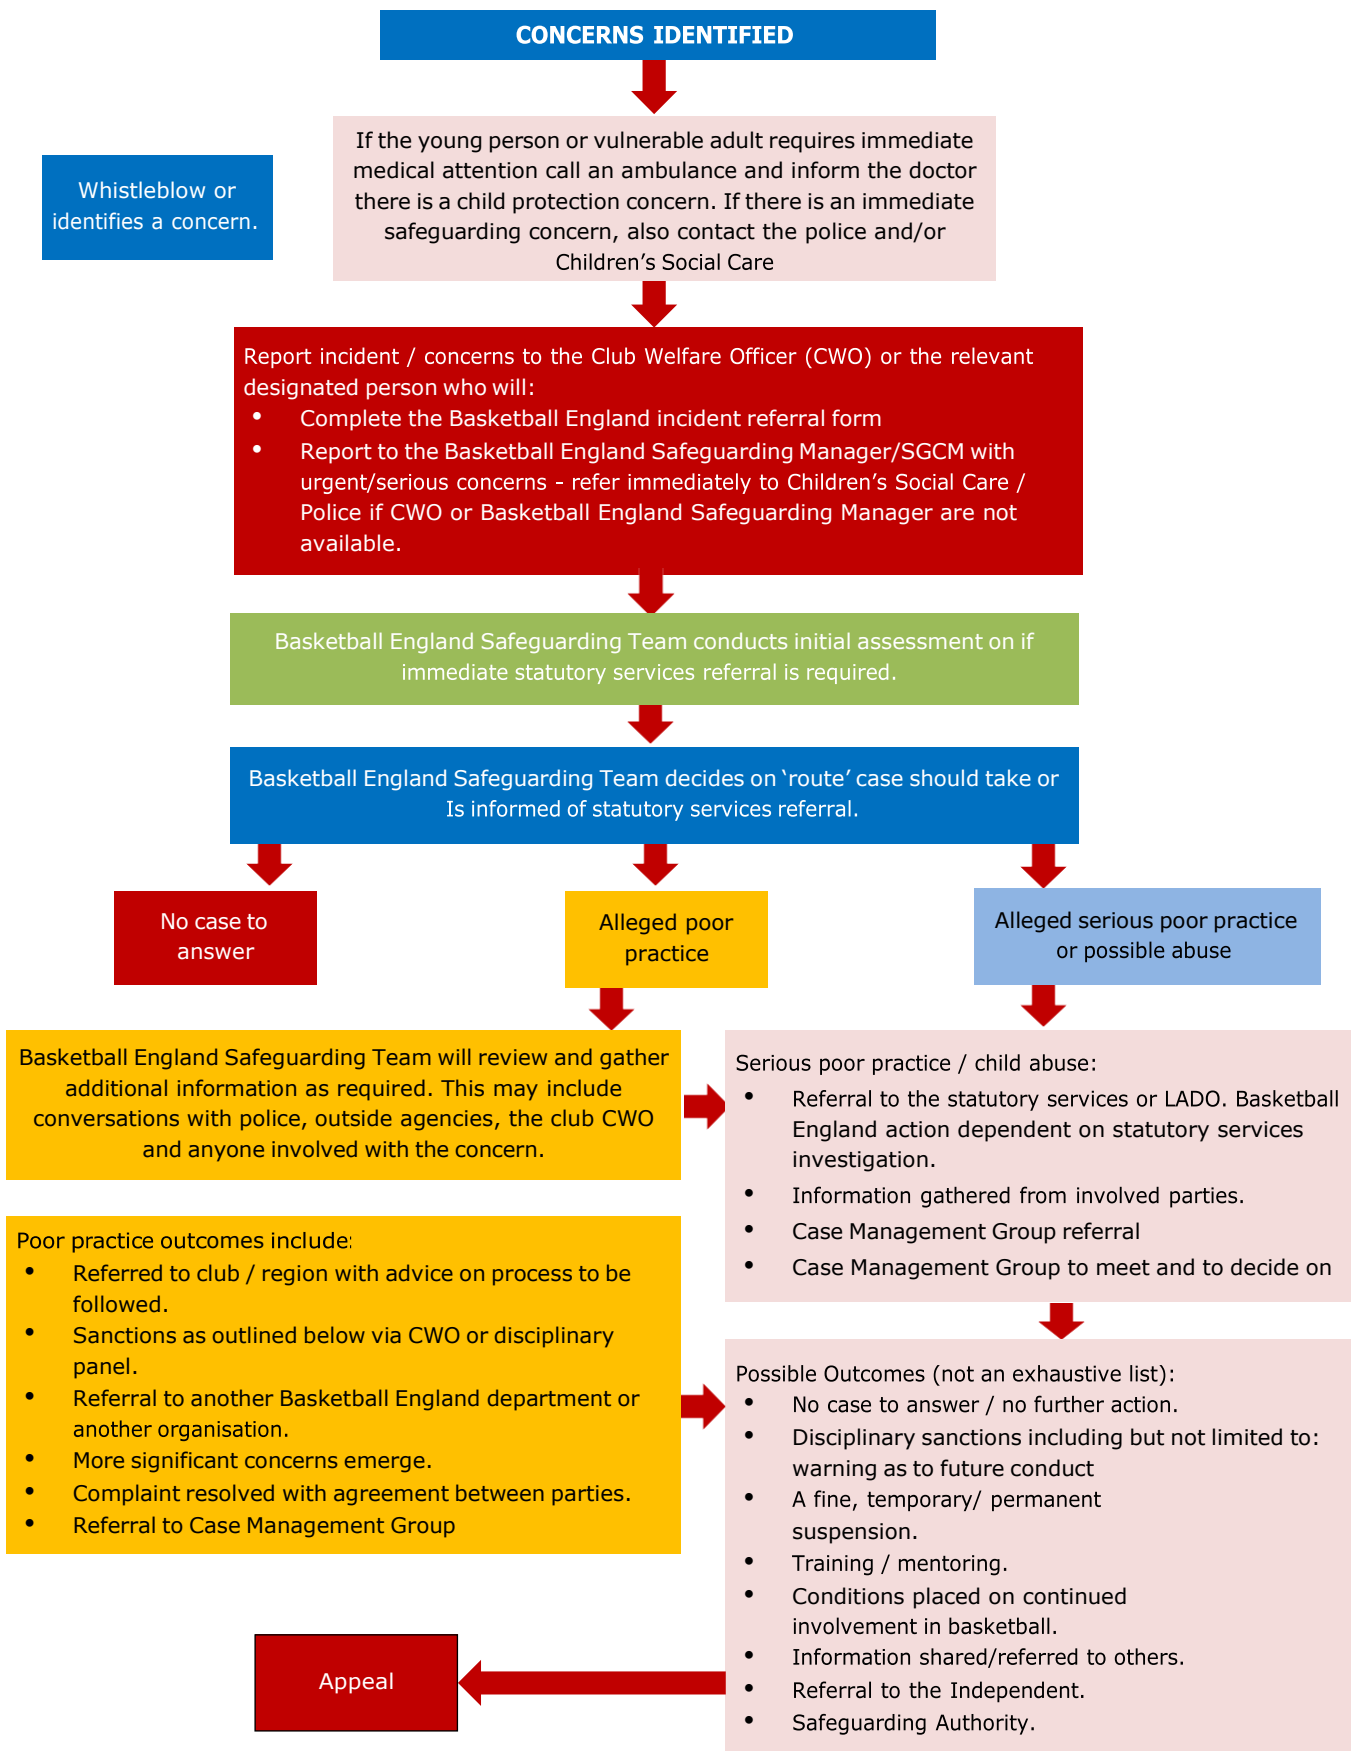 CONCERNS IDENTIFIED
If the young person or vulnerable adult requires immediate
medical attention call an ambulance and inform the doctor
there is a child protection concern. If there is an immediate
safeguarding concern, also contact the police and/or
Children's Social Care
Whistleblow or
identifies a concern.
Report incident / concerns to the Club Welfare Officer (CWO) or the relevant
designated person who will:
• Complete the Basketball England incident referral form
• Report to the Basketball England Safeguarding Manager/SGCM with
urgent/serious concerns - refer immediately to Children's Social Care /
Police if CWO or Basketball England Safeguarding Manager are not
available.
Basketball England Safeguarding Team conducts initial assessment on if
immediate statutory services referral is required.
Basketball England Safeguarding Team decides on 'route' case should take or
Is informed of statutory services referral.
No case to
answer
Alleged poor
practice
Alleged serious poor practice
or possible abuse
Basketball England Safeguarding Team will review and gather
additional information as required. This may include
conversations with police, outside agencies, the club CWO
and anyone involved with the concern.
Serious poor practice / child abuse:
• Referral to the statutory services or LADO. Basketball
England action dependent on statutory services
investigation.
• Information gathered from involved parties.
• Case Management Group referral
• Case Management Group to meet and to decide on
Poor practice outcomes include:
• Referred to club / region with advice on process to be
followed.
• Sanctions as outlined below via CWO or disciplinary
panel.
• Referral to another Basketball England department or
another organisation.
• More significant concerns emerge.
• Complaint resolved with agreement between parties.
• Referral to Case Management Group
Possible Outcomes (not an exhaustive list):
• No case to answer / no further action.
• Disciplinary sanctions including but not limited to:
warning as to future conduct
• A fine, temporary/ permanent
suspension.
• Training / mentoring.
• Conditions placed on continued
involvement in basketball.
• Information shared/referred to others.
• Referral to the Independent.
• Safeguarding Authority.
Appeal